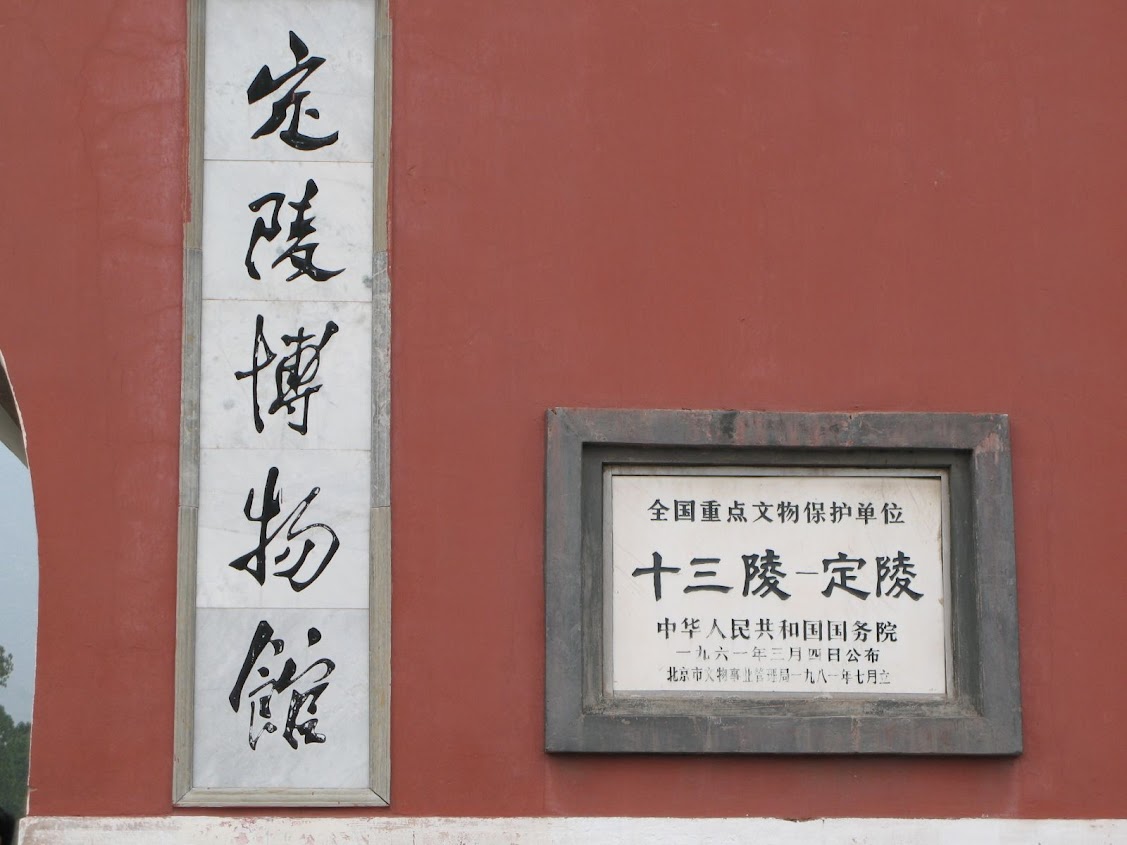 定陵博物館
全国重点文物保护单位
十三陵–定陵
中华人民共和国国务院
一九六一年三月四日公布
北京市文物事业管理局一九八一年七月立